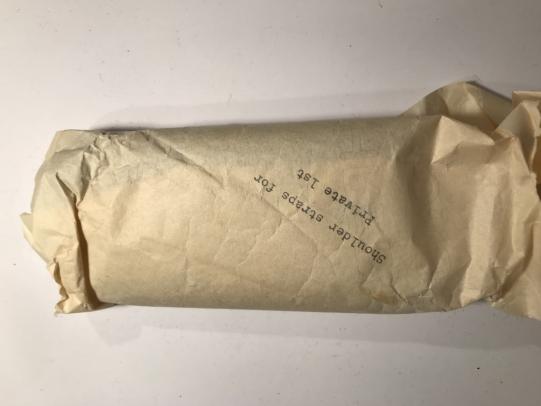 Shoulder straps for
Private 1st